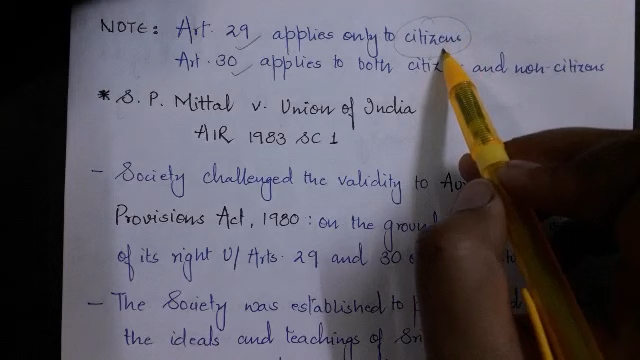 NOTE: Art. 29 applies only to citizens
Art. 30 applies to both and non-citizens
* S. P. Mittal v. Union of India
AIR 1983 SC 1
- Society challenged the validity to
Provisions Act, 1980: on the
of its right U/ Arts. 29 and 30
- The Society was established to
the ideals and teachings of